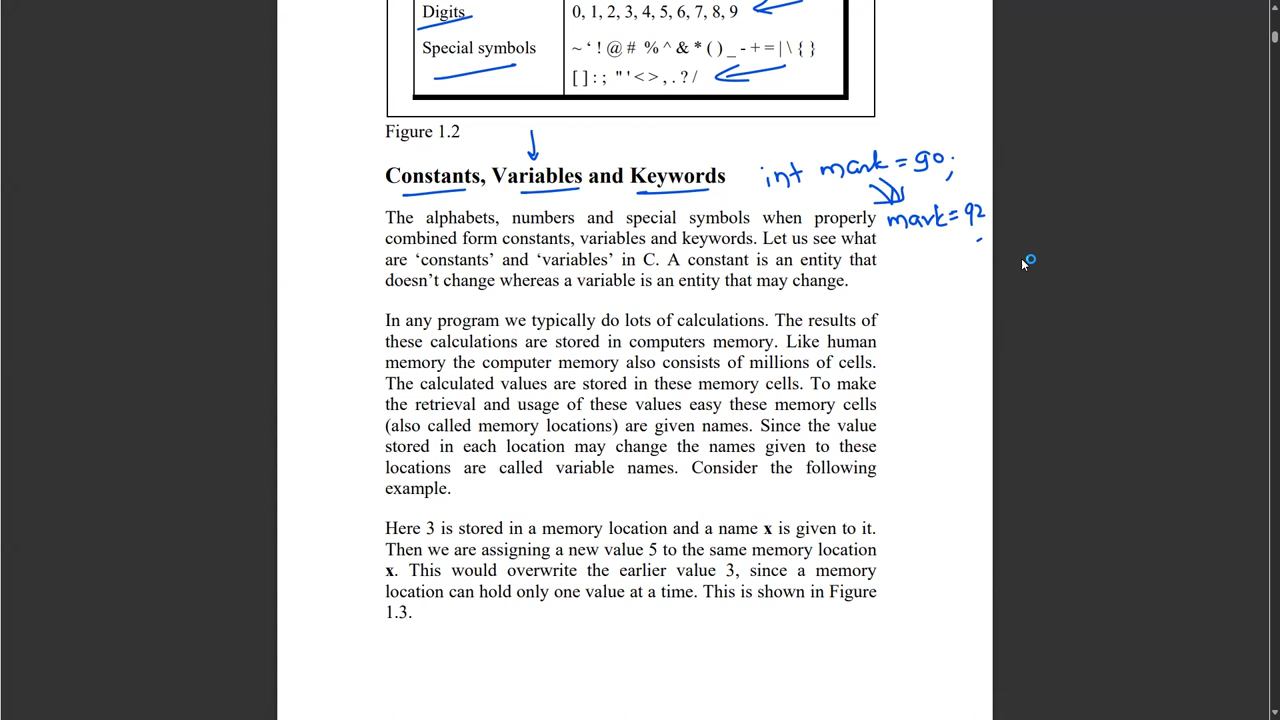 Digits 0, 1, 2, 3, 4, 5, 6, 7, 8, 9
Special symbols ~ ‘ ! @ # % ^ & * ( ) _ - + = | \ { }
[ ] : ; " ' < > , . ? /
Figure 1.2
Constants, Variables and Keywords
int mark = 90;
mark = 92
The alphabets, numbers and special symbols when properly
combined form constants, variables and keywords. Let us see what
are ‘constants’ and ‘variables’ in C. A constant is an entity that
doesn’t change whereas a variable is an entity that may change.
In any program we typically do lots of calculations. The results of
these calculations are stored in computers memory. Like human
memory the computer memory also consists of millions of cells.
The calculated values are stored in these memory cells. To make
the retrieval and usage of these values easy these memory cells
(also called memory locations) are given names. Since the value
stored in each location may change the names given to these
locations are called variable names. Consider the following
example.
Here 3 is stored in a memory location and a name x is given to it.
Then we are assigning a new value 5 to the same memory location
x. This would overwrite the earlier value 3, since a memory
location can hold only one value at a time. This is shown in Figure
1.3.